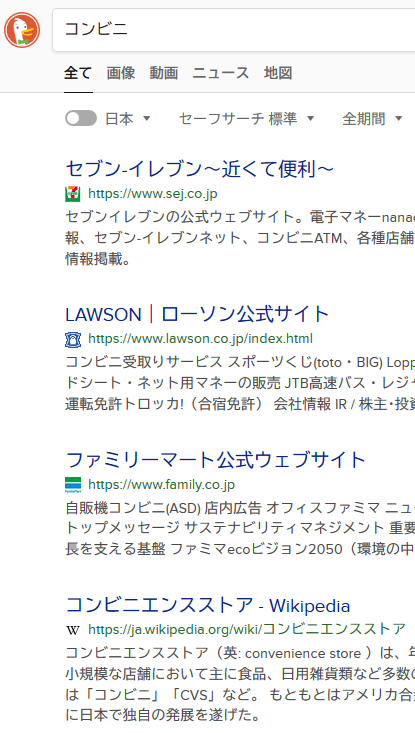 コンビニ
全て 画像 動画 ニュース 地図
日本 セーフサーチ 標準 全期間
セブン‐イレブン～近くて便利～
https://www.sej.co.jp
セブンイレブンの公式ウェブサイト。電子マネーnanac
報、セブン‐イレブンネット、コンビニATM、各種店舗
情報掲載。
LAWSON｜ローソン公式サイト
https://www.lawson.co.jp/index.html
コンビニ受取りサービス スポーツくじ(toto・BIG) Lopp
ドシート・ネット用マネーの販売 JTB高速バス・レジャ
運転免許トロッカ!（合宿免許） 会社情報 IR / 株主･投資
ファミリーマート公式ウェブサイト
https://www.family.co.jp
自販機コンビニ(ASD) 店内広告 オフィスファミマ ニュー
トップメッセージ サステナビリティマネジメント 重要
長を支える基盤 ファミマecoビジョン2050（環境の中
コンビニエンスストア - Wikipedia
W https://ja.wikipedia.org/wiki/コンビニエンスストア
コンビニエンスストア（英: convenience store ）は、年
小規模な店舗において主に食品、日用雑貨類など多数の
は「コンビニ」「CVS」など。 もともとはアメリカ合衆
に日本で独自の発展を遂げた。